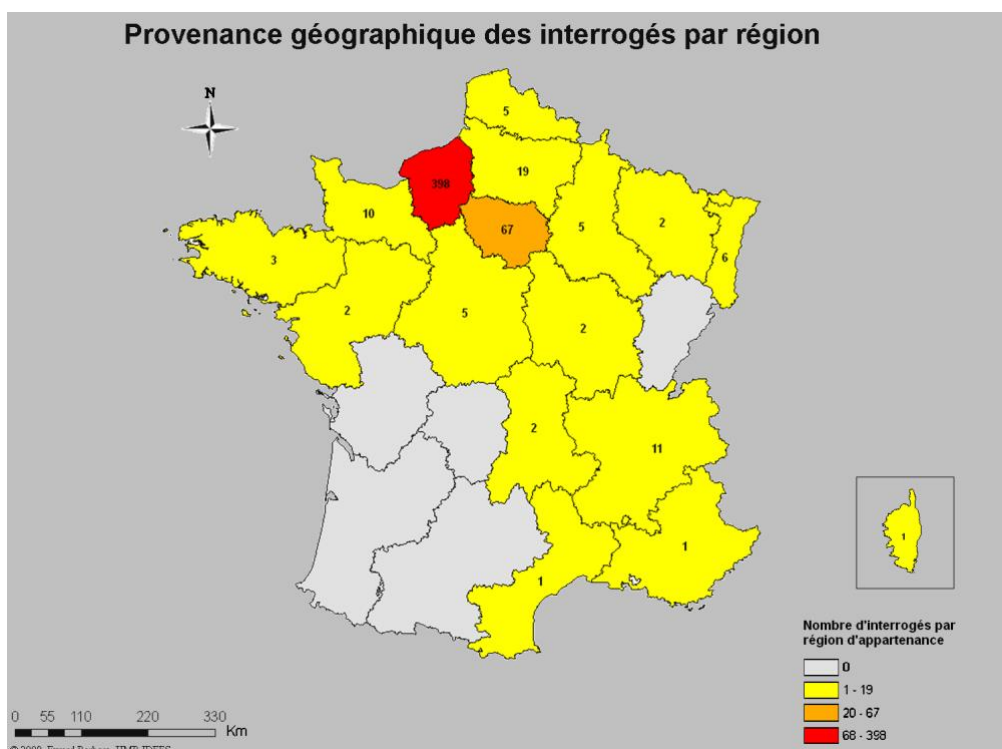 Provenance géographique des interrogés par région
N
5
398
19
10
67
5
2
6
3
2
5
2
2
11
1
1
1
Nombre d'interrogés par
région d'appartenance
0
1 - 19
20 - 67
68 - 398
0 55 110 220 330
Km